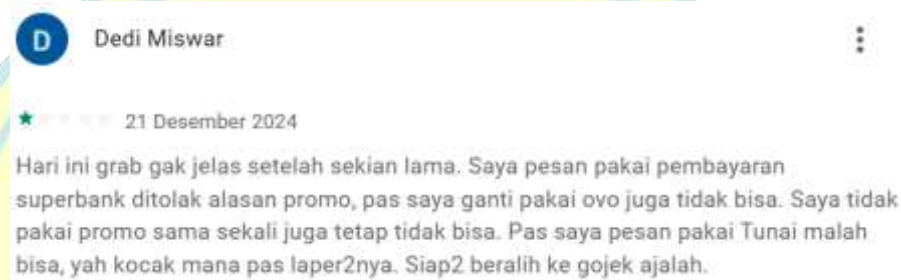 D
Dedi Miswar
21 Desember 2024
Hari ini grab gak jelas setelah sekian lama. Saya pesan pakai pembayaran
superbank ditolak alasan promo, pas saya ganti pakai ovo juga tidak bisa. Saya tidak
pakai promo sama sekali juga tetap tidak bisa. Pas saya pesan pakai Tunai malah
bisa, yah kocak mana pas laper2nya. Siap2 beralih ke gojek ajalah.